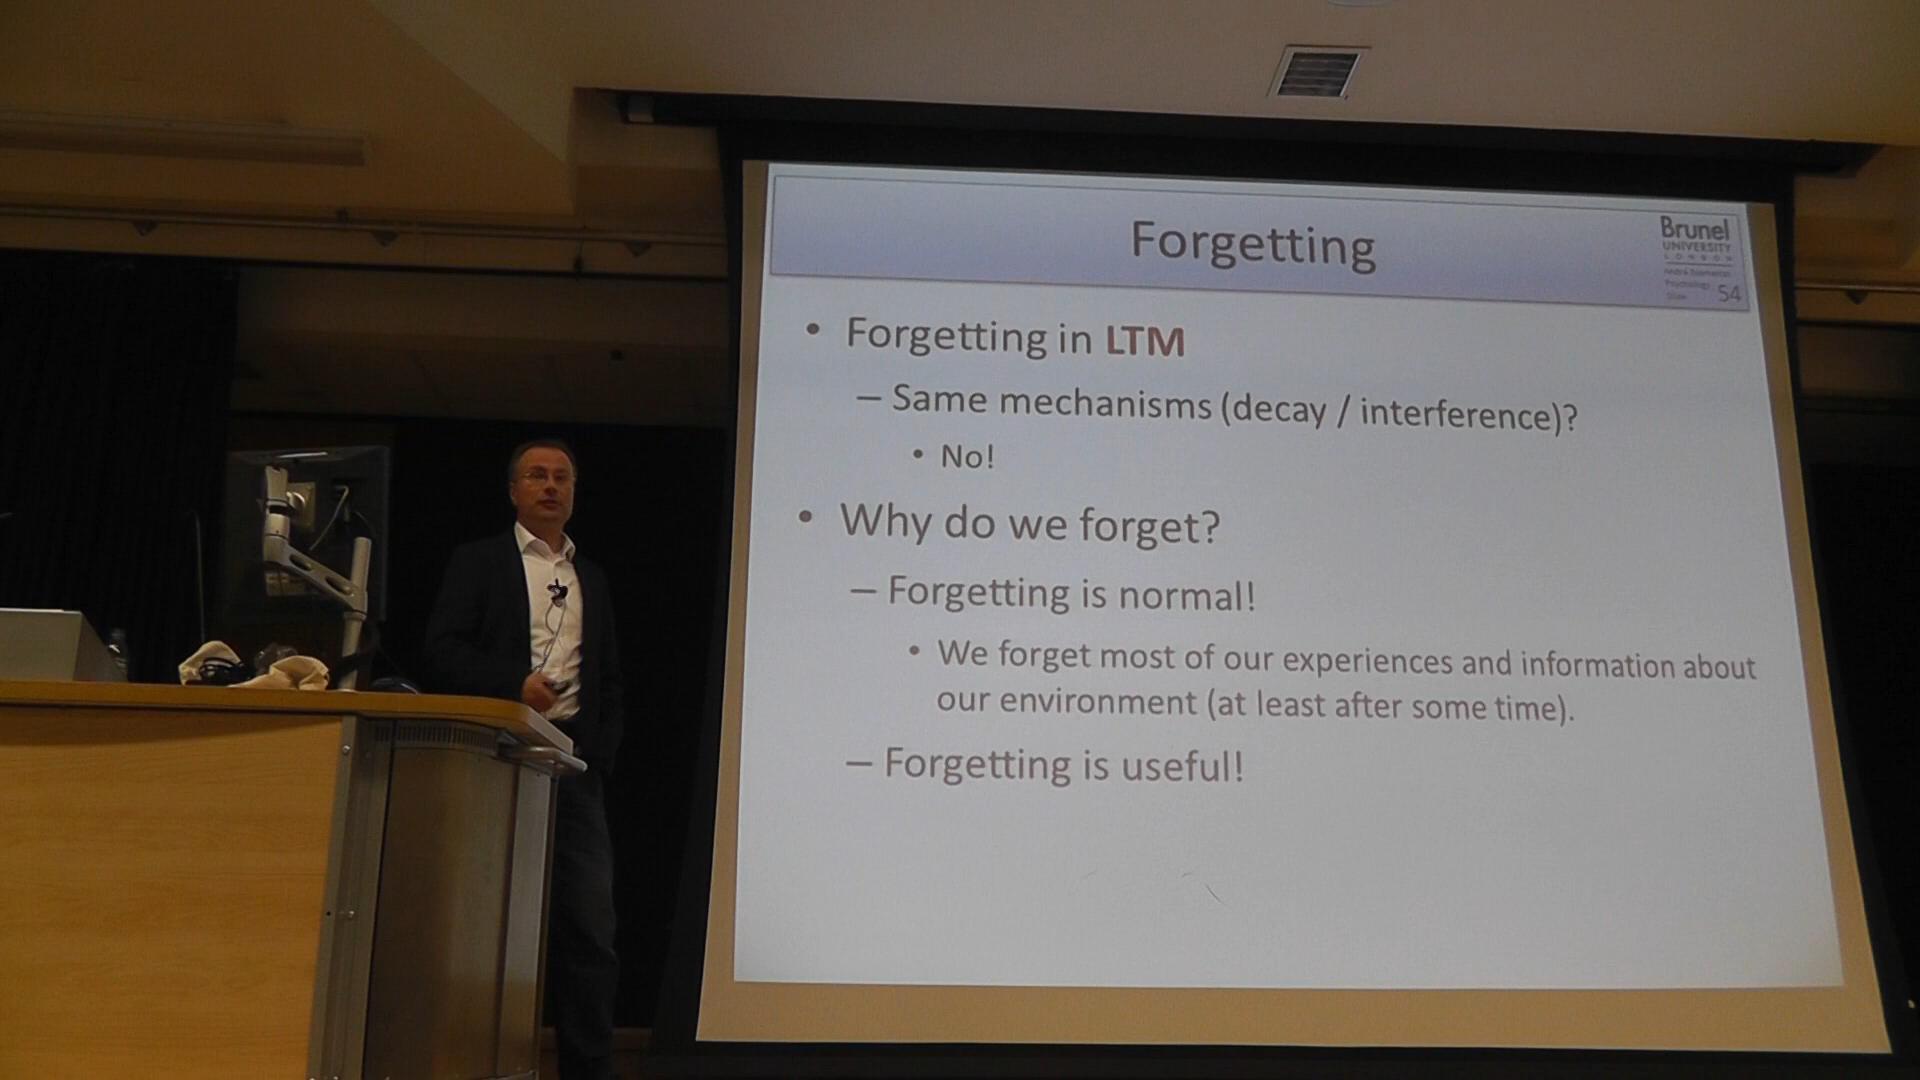 Forgetting
Brunel
UNIVERSITY
LONDON
Psychology
54
• Forgetting in LTM
– Same mechanisms (decay / interference)?
• No!
• Why do we forget?
– Forgetting is normal!
• We forget most of our experiences and information about
our environment (at least after some time).
– Forgetting is useful!